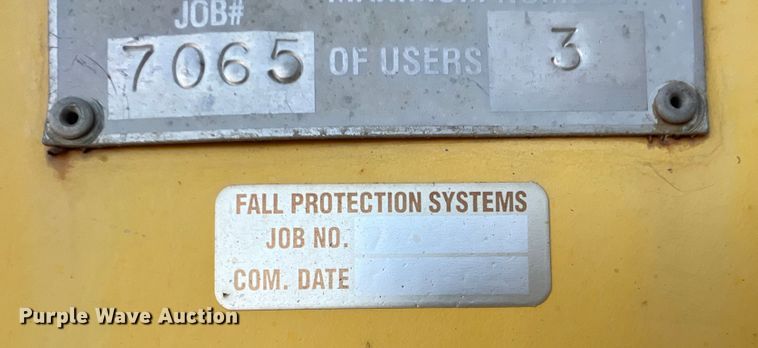 JOB#
7065 OF USERS 3
FALL PROTECTION SYSTEMS
JOB NO.
COM. DATE
Purple Wave Auction